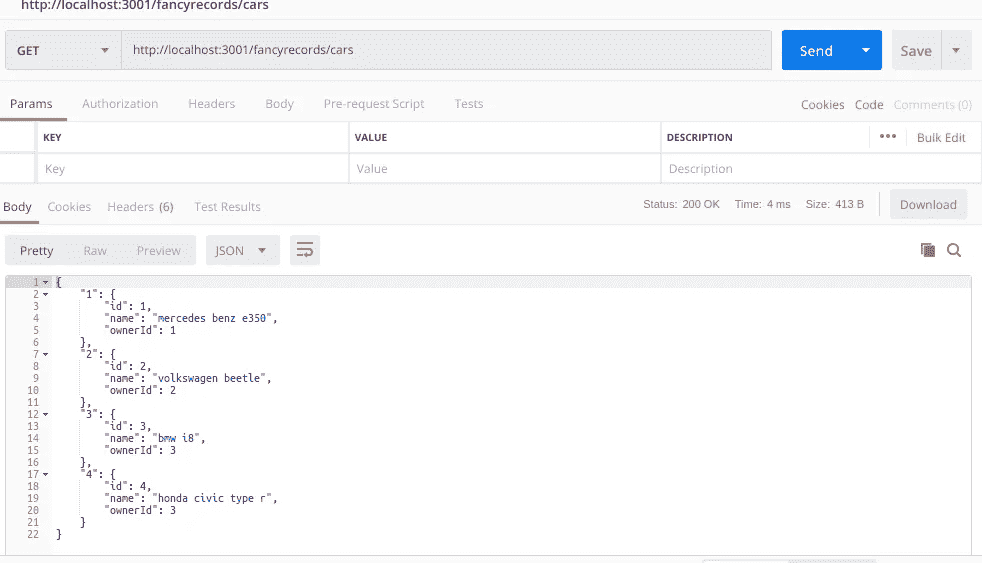 http://localhost:3001/fancyrecords/cars
GET http://localhost:3001/fancyrecords/cars Send Save
Params Authorization Headers Body Pre-request Script Tests Cookies Code Comments (0)
KEY VALUE DESCRIPTION ••• Bulk Edit
Key Value Description
Body Cookies Headers (6) Test Results Status: 200 OK Time: 4 ms Size: 413 B Download
Pretty Raw Preview JSON
1 {
2 "1": {
3 "id": 1,
4 "name": "mercedes benz e350",
5 "ownerId": 1
6 },
7 "2": {
8 "id": 2,
9 "name": "volkswagen beetle",
10 "ownerId": 2
11 },
12 "3": {
13 "id": 3,
14 "name": "bmw i8",
15 "ownerId": 3
16 },
17 "4": {
18 "id": 4,
19 "name": "honda civic type r",
20 "ownerId": 3
21 }
22 }